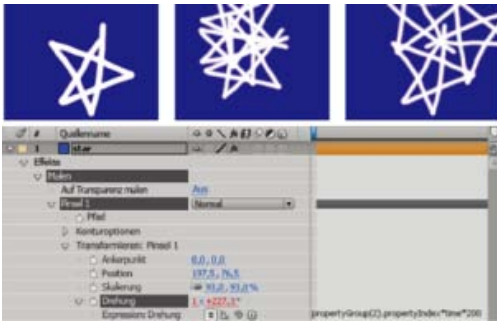 # Quellenname
1 star
Effekte
Malen
Auf Transparenz malen Aus
Pinsel 1 Normal
Pfad
Konturoptionen
Transformieren: Pinsel 1
Ankerpunkt 0,0, 0,0
Position 197,5, 76,5
Skalierung 93,0, 93,0%
Drehung 1 x +227,1°
Expression: Drehung propertyGroup(2).propertyIndex*time*200